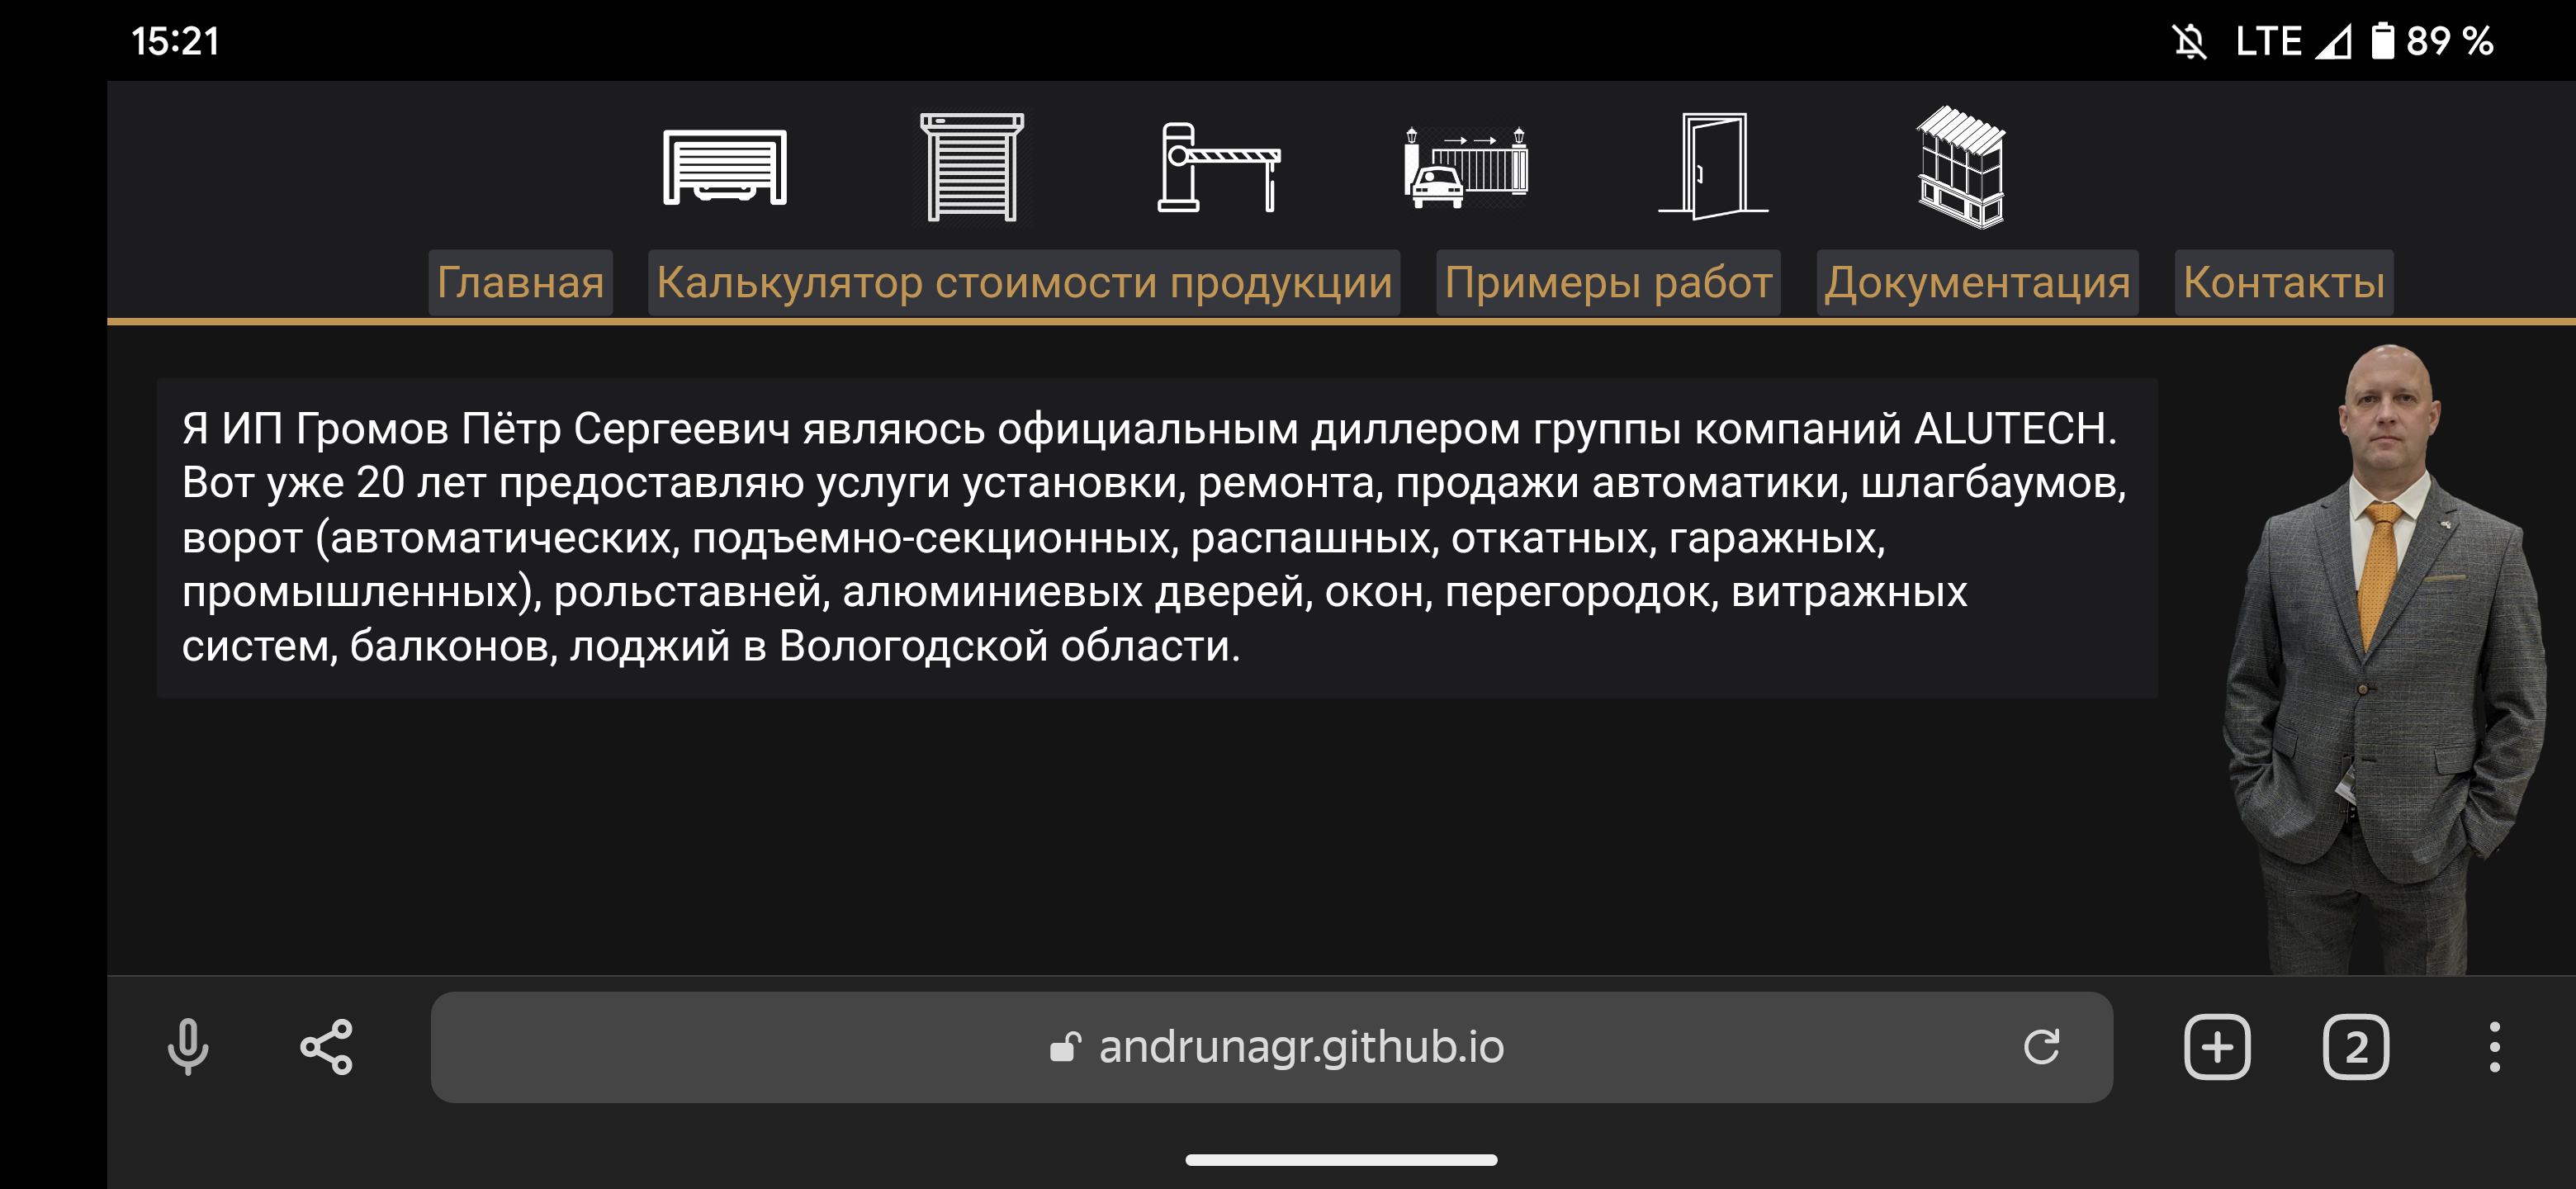 15:21
LTE 89 %
Главная Калькулятор стоимости продукции Примеры работ Документация Контакты
Я ИП Громов Пётр Сергеевич являюсь официальным диллером группы компаний ALUTECH.
Вот уже 20 лет предоставляю услуги установки, ремонта, продажи автоматики, шлагбаумов,
ворот (автоматических, подъемно-секционных, распашных, откатных, гаражных,
промышленных), рольставней, алюминиевых дверей, окон, перегородок, витражных
систем, балконов, лоджий в Вологодской области.
andrunagr.github.io
2